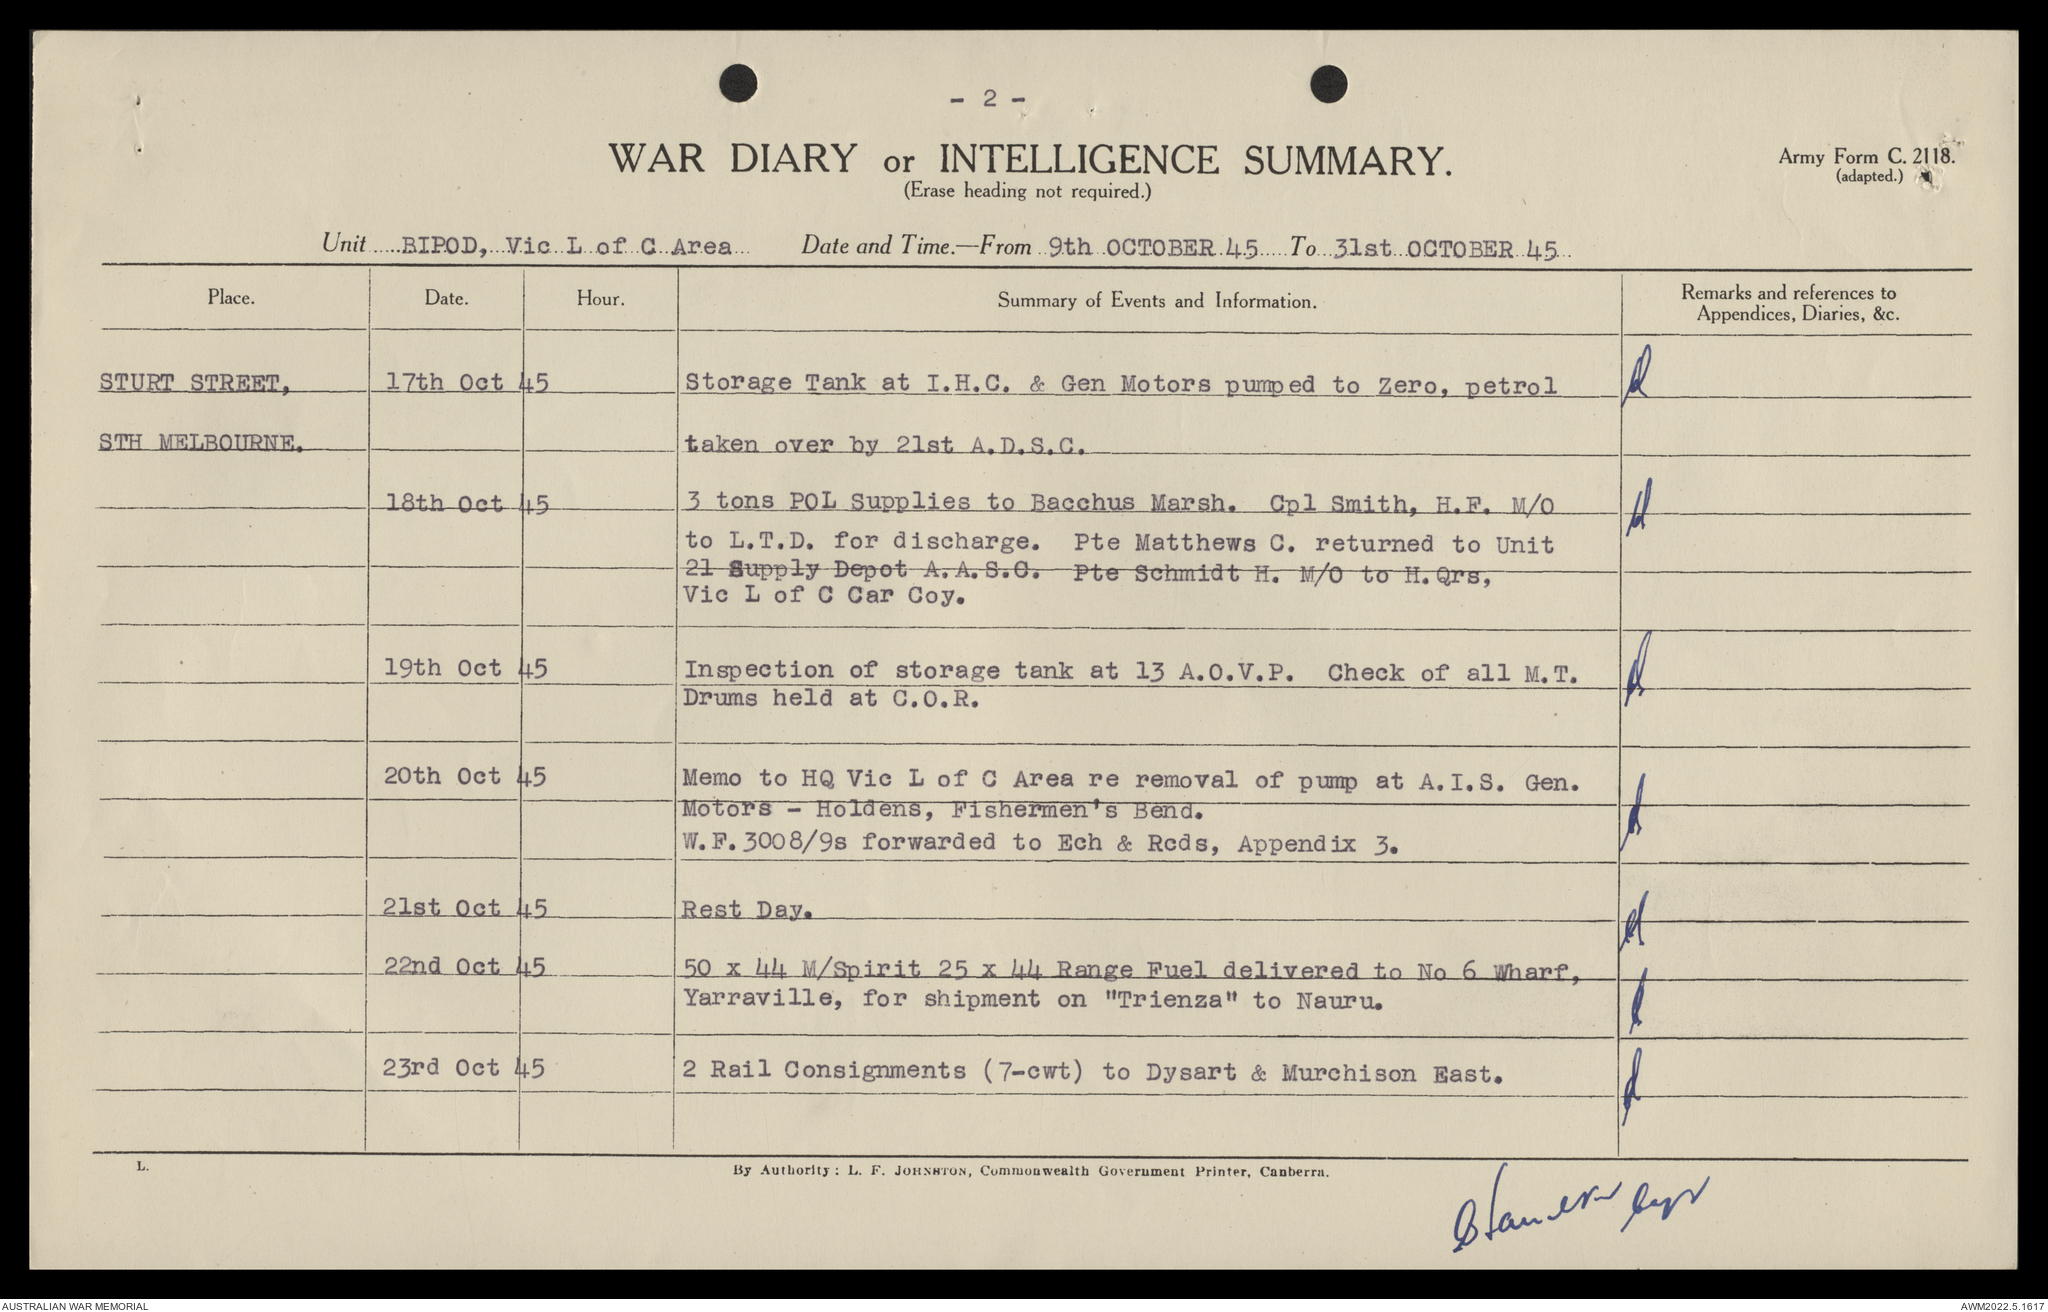 - 2 -
WAR DIARY or INTELLIGENCE SUMMARY.
(Erase heading not required.)
Army Form C. 2118.
(adapted.)
Unit BIPOD, Vic L of C Area Date and Time.—From 9th OCTOBER 45 To 31st OCTOBER 45
Place. Date. Hour. Summary of Events and Information. Remarks and references to
Appendices, Diaries, &c.
STURT STREET, 17th Oct 45 Storage Tank at I.H.C. & Gen Motors pumped to Zero, petrol
STH MELBOURNE. taken over by 21st A.D.S.C.
18th Oct 45 3 tons POL Supplies to Bacchus Marsh. Cpl Smith, H.F. M/O
to L.T.D. for discharge. Pte Matthews C. returned to Unit
21 Supply Depot A.A.S.C. Pte Schmidt H. M/O to H.Qrs,
Vic L of C Car Coy.
19th Oct 45 Inspection of storage tank at 13 A.O.V.P. Check of all M.T.
Drums held at C.O.R.
20th Oct 45 Memo to HQ Vic L of C Area re removal of pump at A.I.S. Gen.
Motors - Holdens, Fishermen's Bend.
W.F.3008/9s forwarded to Ech & Rcds, Appendix 3.
21st Oct 45 Rest Day.
22nd Oct 45 50 x 44 M/Spirit 25 x 44 Range Fuel delivered to No 6 Wharf,
Yarraville, for shipment on "Trienza" to Nauru.
23rd Oct 45 2 Rail Consignments (7-cwt) to Dysart & Murchison East.
L. By Authority: L. F. JOHNSTON, Commonwealth Government Printer, Canberra.
AUSTRALIAN WAR MEMORIAL AWM2022.5.1617